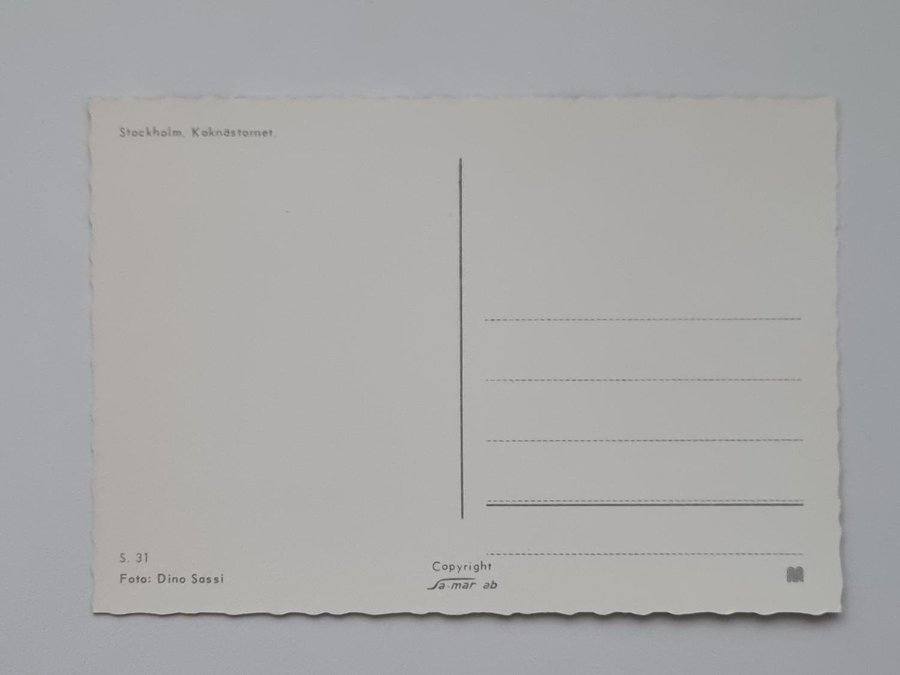 Stockholm. Kaknästornet.
S. 31
Foto: Dino Sassi
Copyright
Sa-mar ab